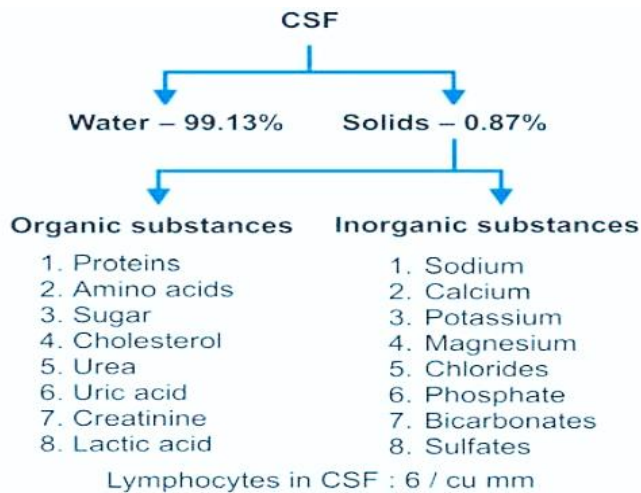 CSF
Water – 99.13%
Solids – 0.87%
Organic substances
1. Proteins
2. Amino acids
3. Sugar
4. Cholesterol
5. Urea
6. Uric acid
7. Creatinine
8. Lactic acid
Inorganic substances
1. Sodium
2. Calcium
3. Potassium
4. Magnesium
5. Chlorides
6. Phosphate
7. Bicarbonates
8. Sulfates
Lymphocytes in CSF : 6 / cu mm